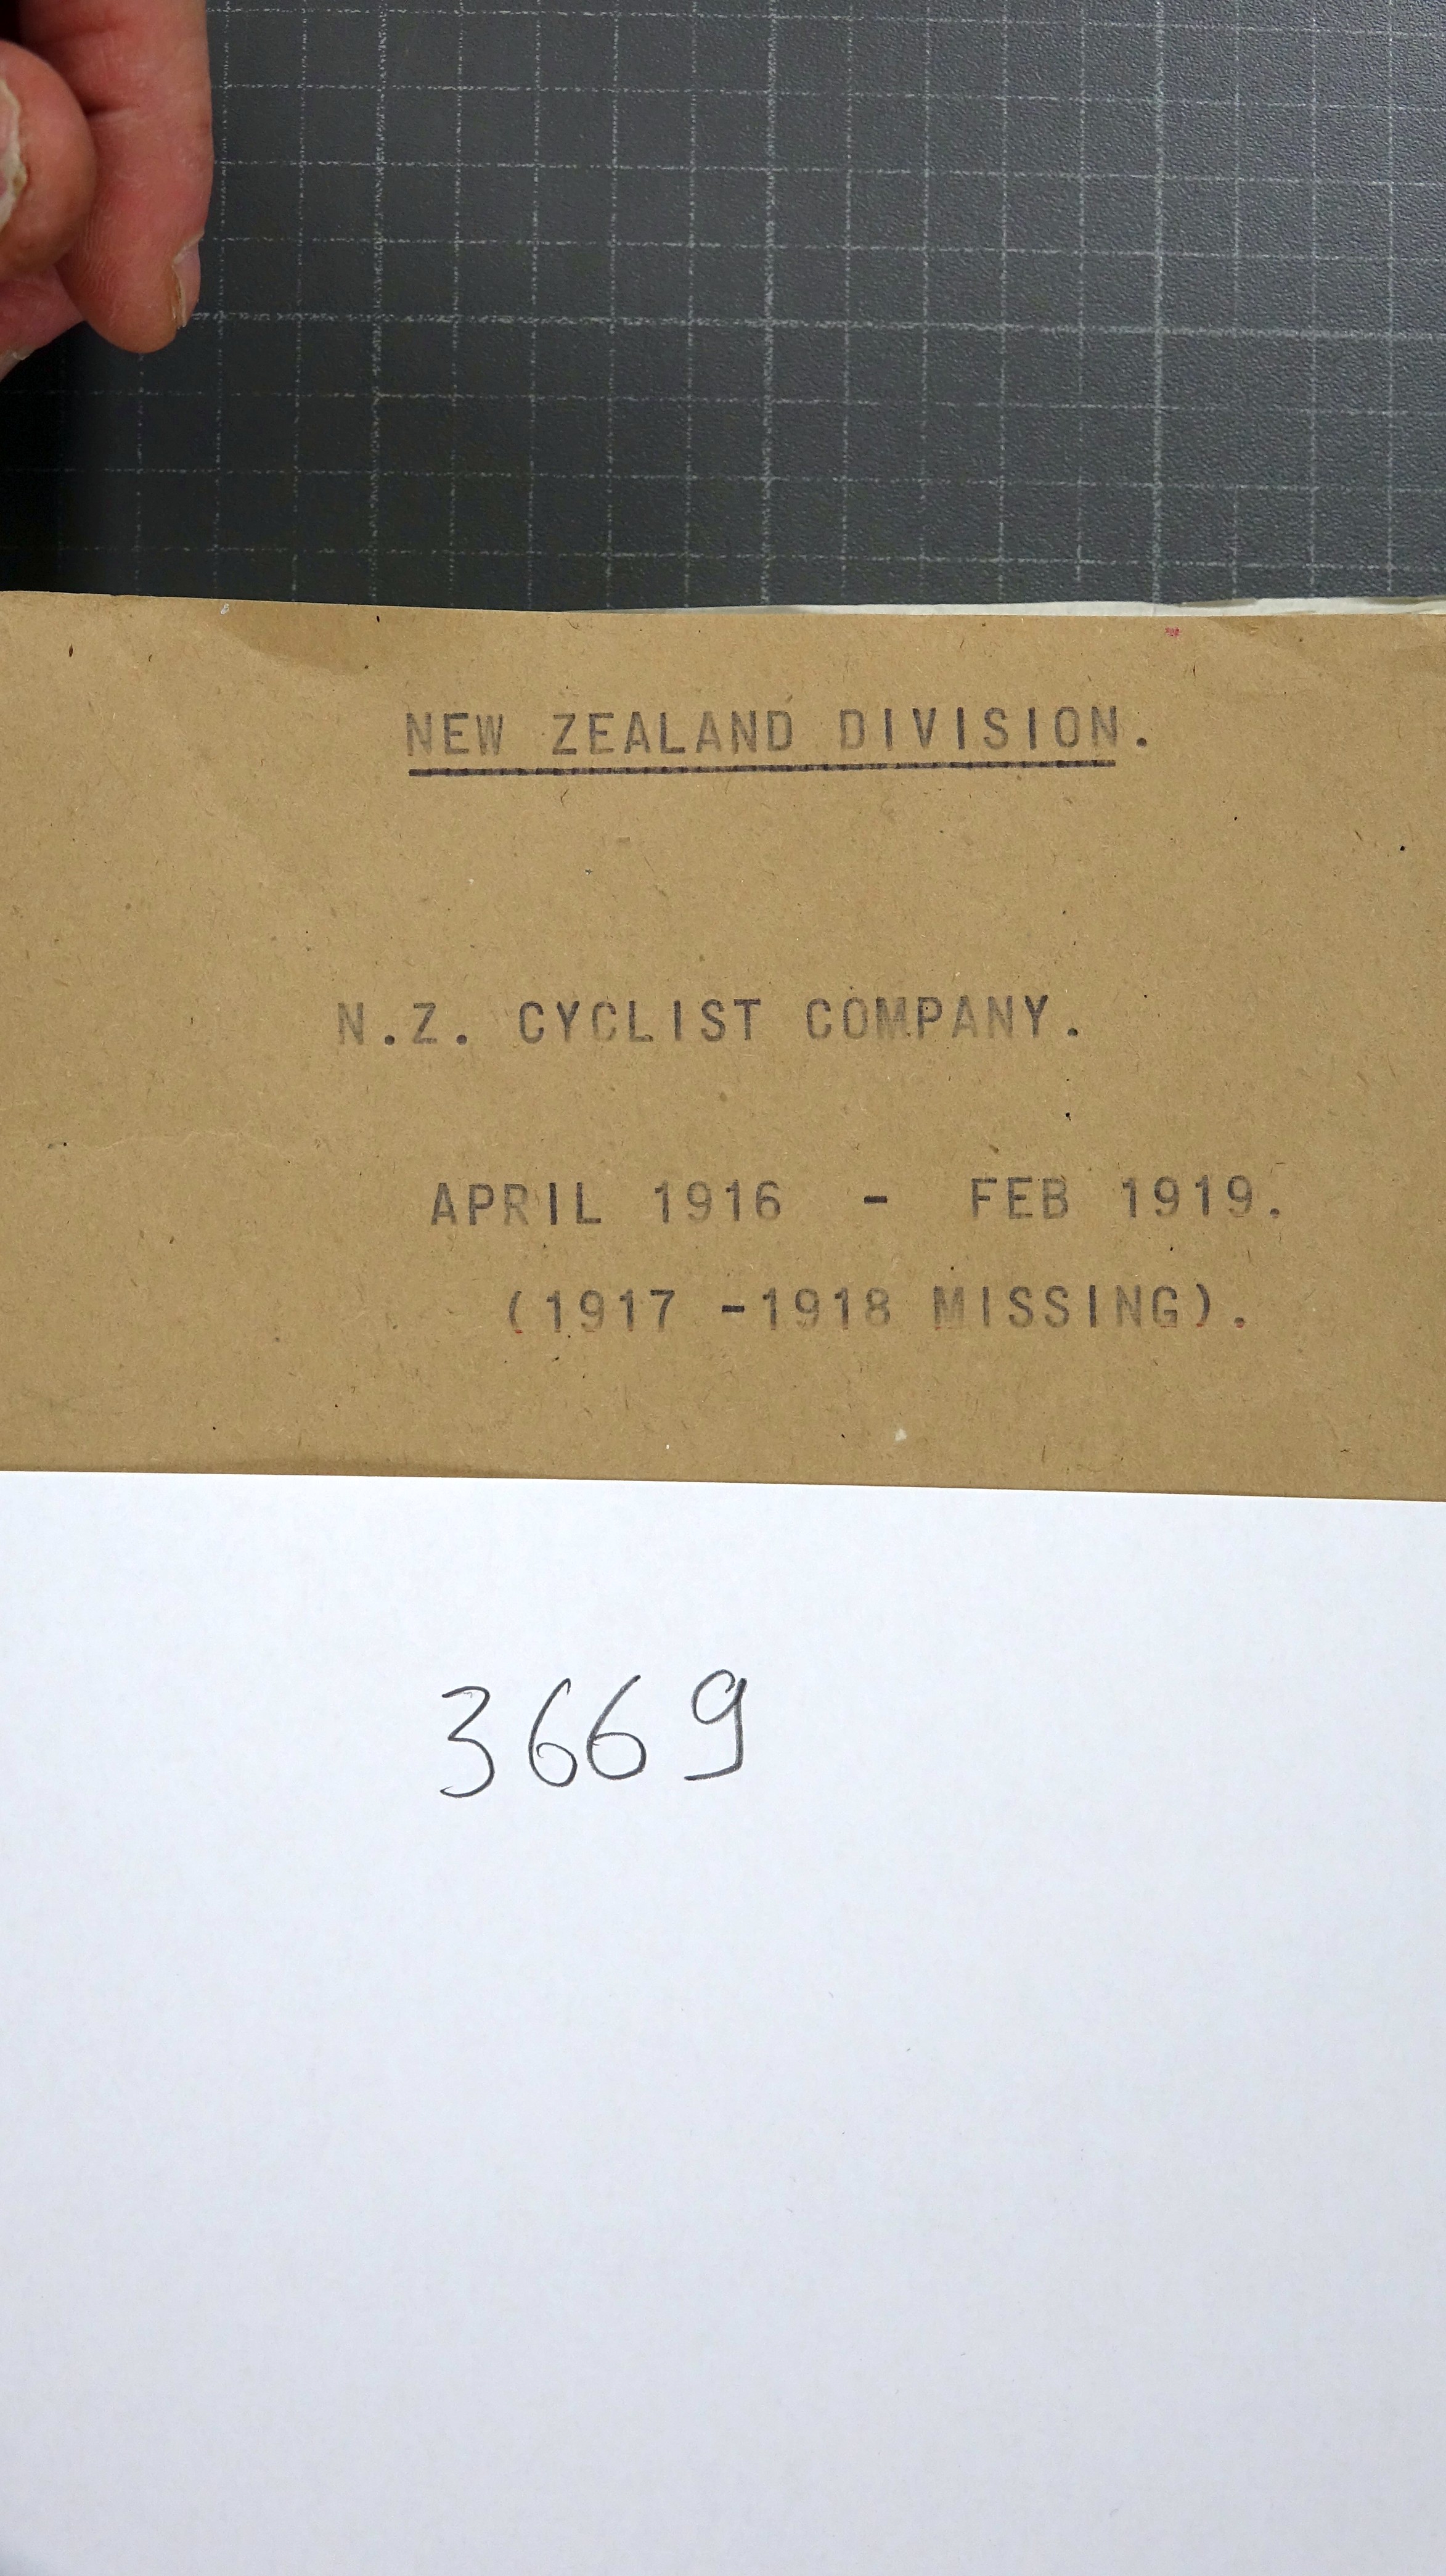 NEW ZEALAND DIVISION.
N.Z. CYCLIST COMPANY.
APRIL 1916 - FEB 1919.
(1917 -1918 MISSING).
3669